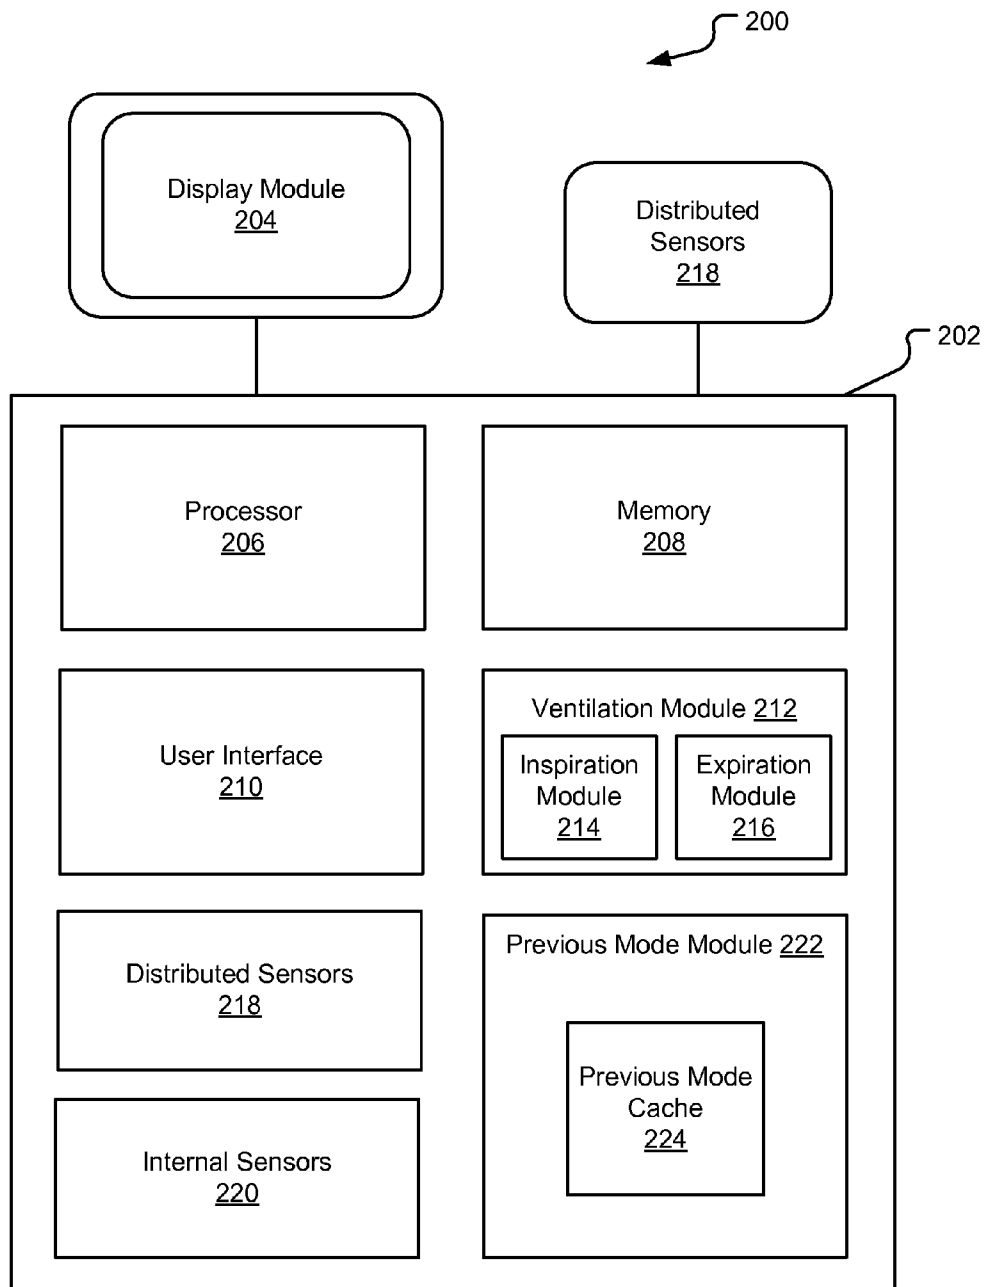 200
Display Module
204
Distributed
Sensors
218
202
Processor
206
Memory
208
User Interface
210
Ventilation Module 212
Inspiration
Module
214
Expiration
Module
216
Distributed Sensors
218
Previous Mode Module 222
Previous Mode
Cache
224
Internal Sensors
220